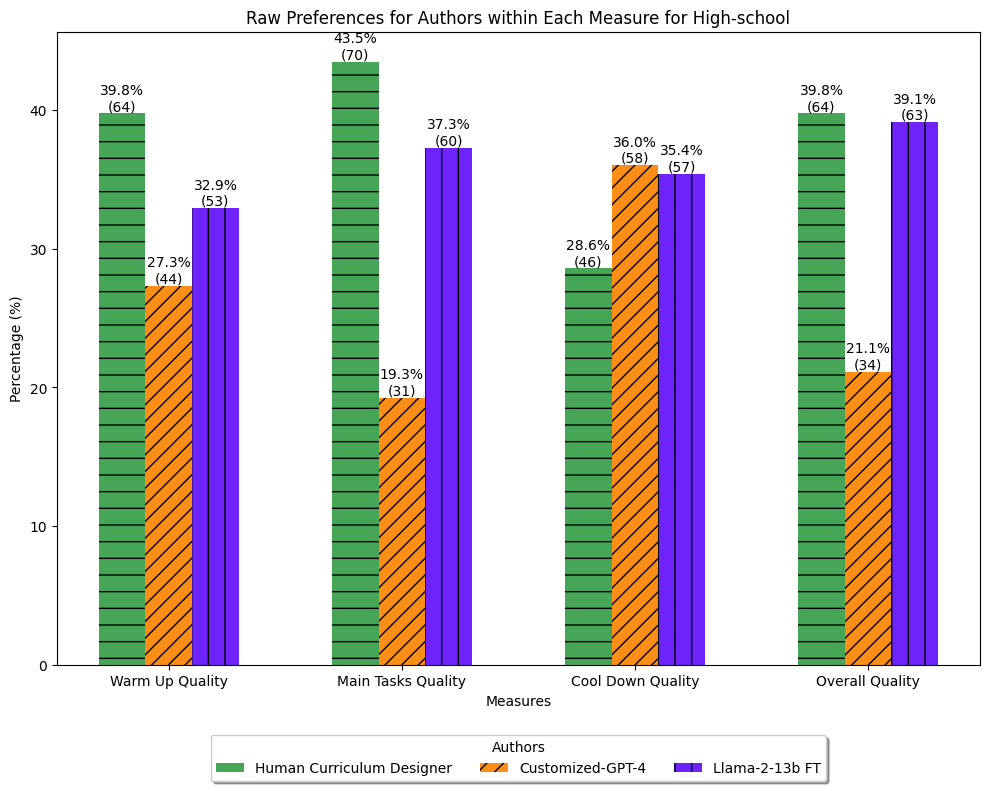 Raw Preferences for Authors within Each Measure for High-school
Percentage (%)
40
30
20
10
0
39.8%
(64)
27.3%
(44)
32.9%
(53)
43.5%
(70)
19.3%
(31)
37.3%
(60)
28.6%
(46)
36.0%
(58)
35.4%
(57)
39.8%
(64)
21.1%
(34)
39.1%
(63)
Warm Up Quality
Main Tasks Quality
Cool Down Quality
Overall Quality
Measures
Authors
Human Curriculum Designer
Customized-GPT-4
Llama-2-13b FT